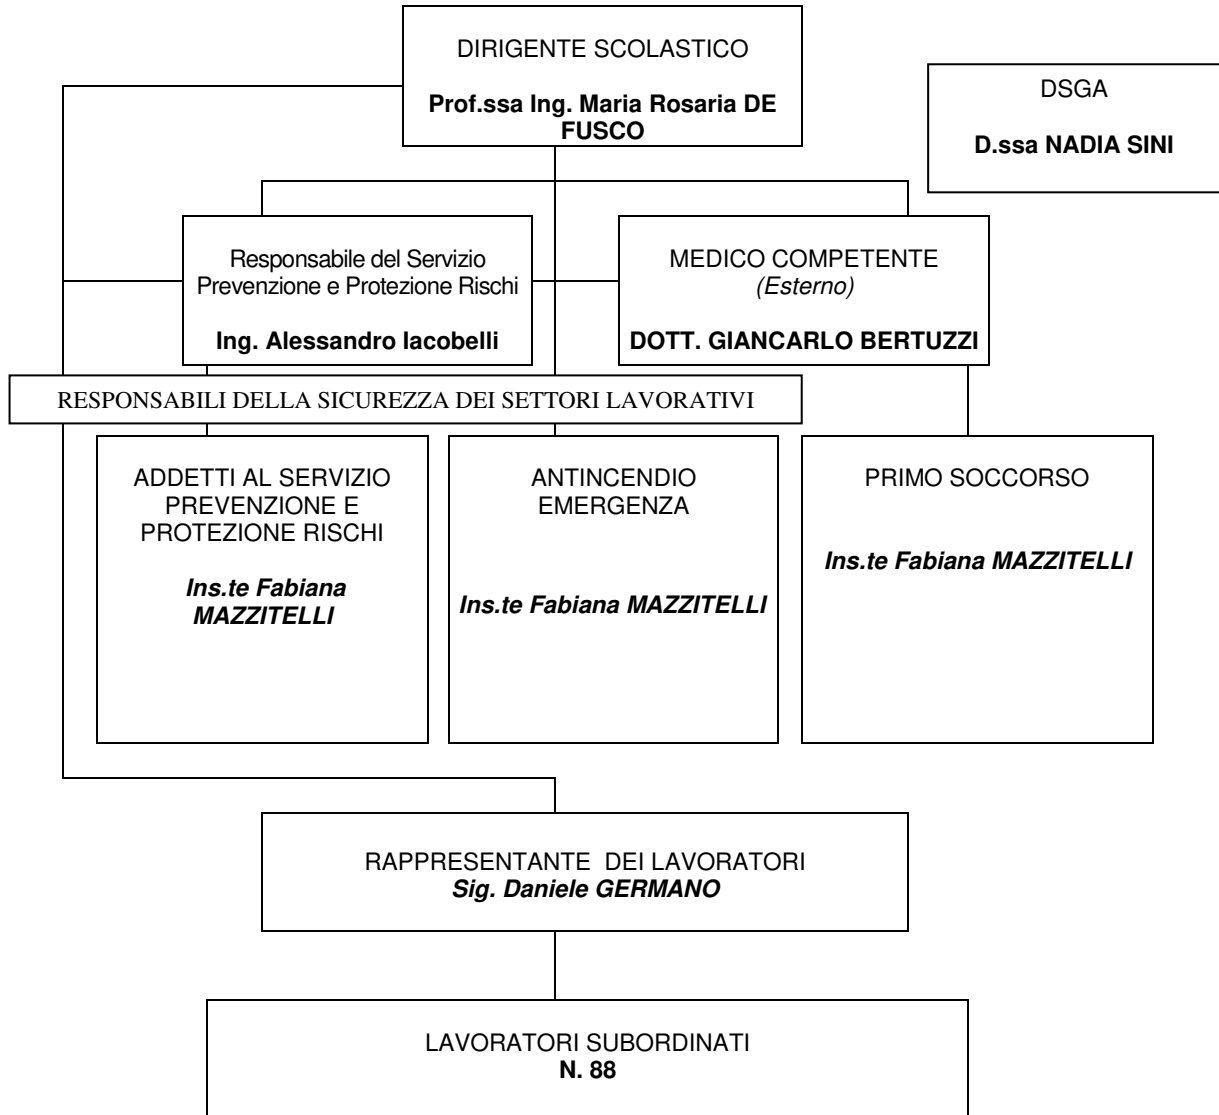 DIRIGENTE SCOLASTICO
Prof.ssa Ing. Maria Rosaria DE
FUSCO
DSGA
D.ssa NADIA SINI
Responsabile del Servizio
Prevenzione e Protezione Rischi
Ing. Alessandro Iacobelli
MEDICO COMPETENTE
(Esterno)
DOTT. GIANCARLO BERTUZZI
RESPONSABILI DELLA SICUREZZA DEI SETTORI LAVORATIVI
ADDETTI AL SERVIZIO
PREVENZIONE E
PROTEZIONE RISCHI
Ins.te Fabiana
MAZZITELLI
ANTINCENDIO
EMERGENZA
Ins.te Fabiana MAZZITELLI
PRIMO SOCCORSO
Ins.te Fabiana MAZZITELLI
RAPPRESENTANTE DEI LAVORATORI
Sig. Daniele GERMANO
LAVORATORI SUBORDINATI
N. 88